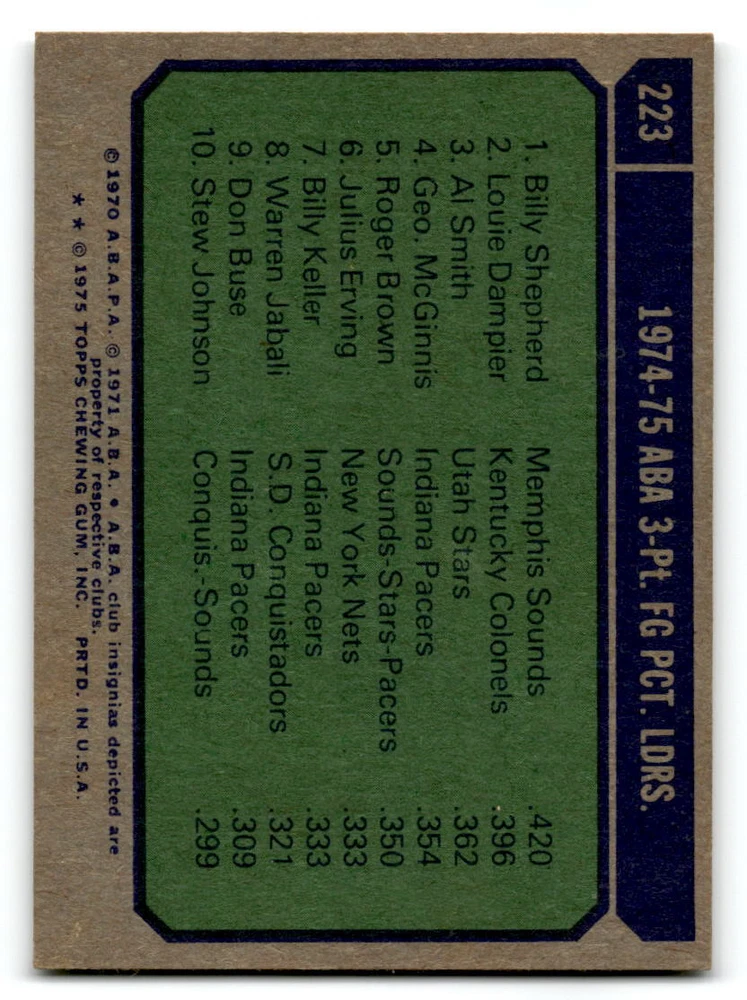 223
1974-75 ABA 3-Pt. FG PCT. LDRS.
1. Billy Shepherd Memphis Sounds .420
2. Louie Dampier Kentucky Colonels .396
3. Al Smith Utah Stars .362
4. Geo. McGinnis Indiana Pacers .354
5. Roger Brown Sounds-Stars-Pacers .350
6. Julius Erving New York Nets .333
7. Billy Keller Indiana Pacers .333
8. Warren Jabali S.D. Conquistadors .321
9. Don Buse Indiana Pacers .309
10. Stew Johnson Conquis.-Sounds .299
© 1970 A.B.A.P.A. © 1971 A.B.A. • A.B.A. club insignias depicted are
property of respective clubs.
* * © 1975 TOPPS CHEWING GUM, INC. PRTD. IN U.S.A.